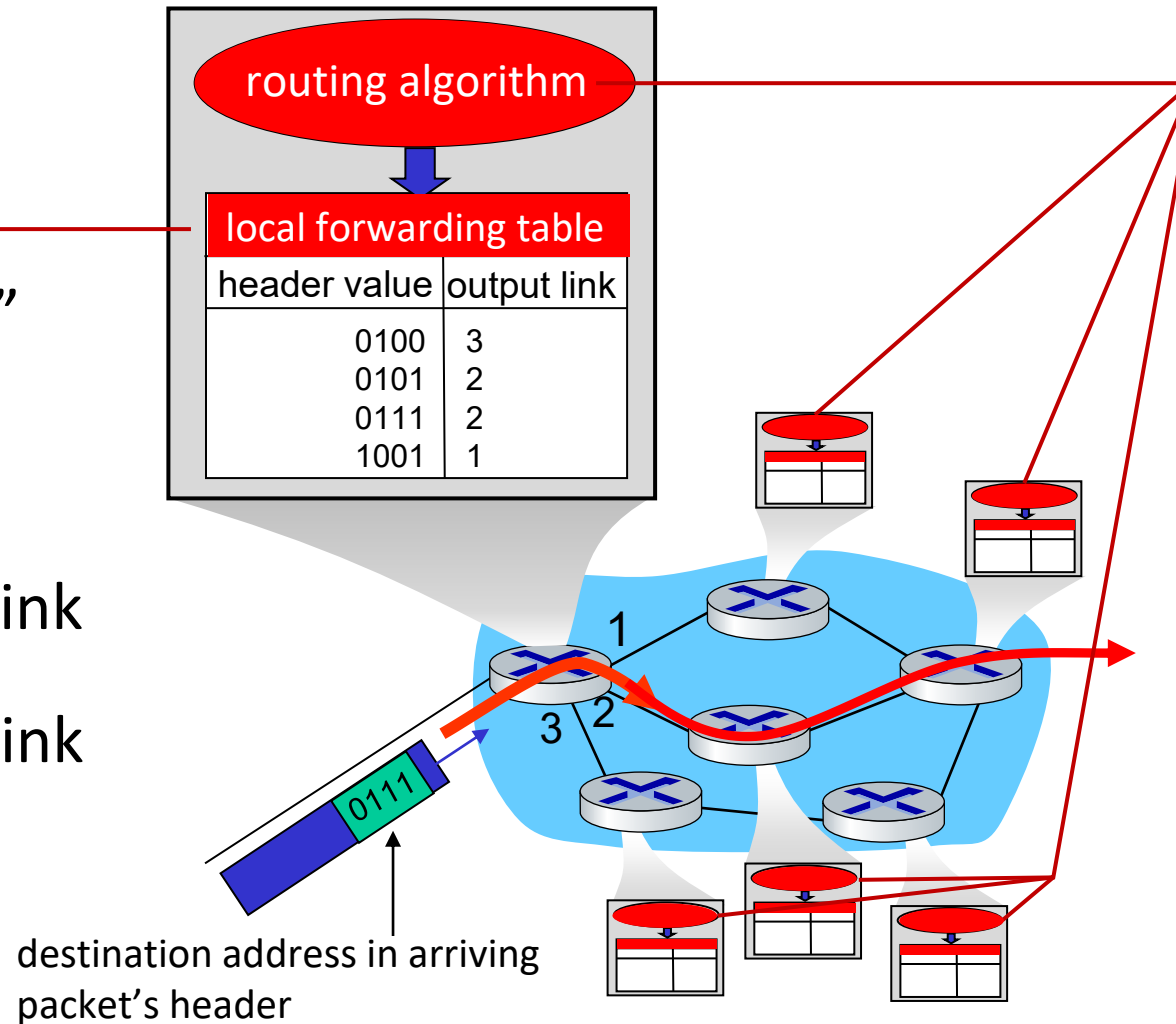 routing algorithm
local forwarding table
header value output link
0100 3
0101 2
0111 2
1001 1
”
ink
ink
1
2
3
0111
destination address in arriving
packet’s header